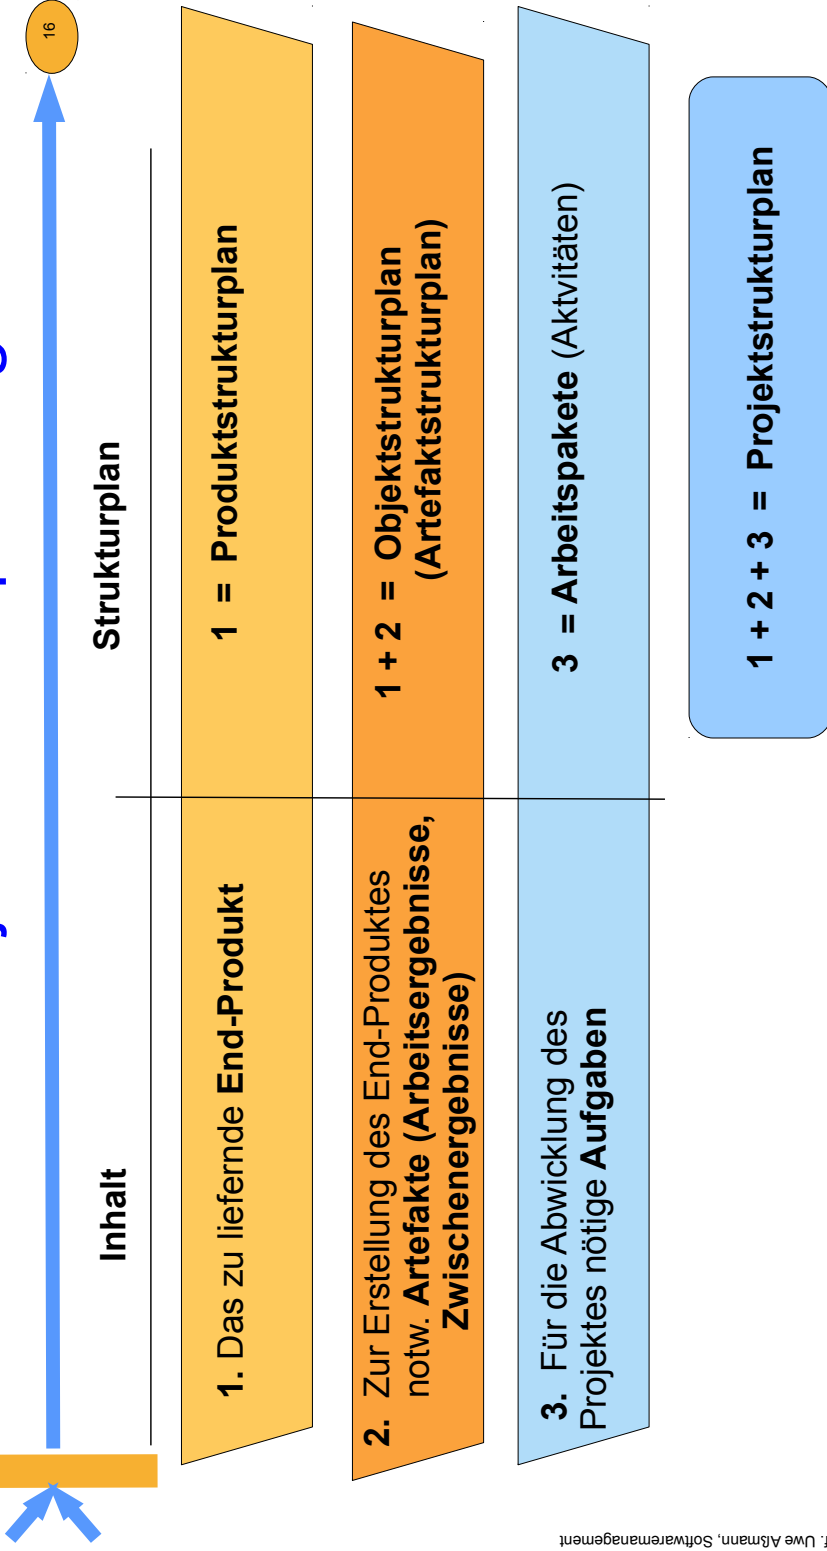 16
Inhalt
Strukturplan
1. Das zu liefernde End-Produkt
1 = Produktstrukturplan
2. Zur Erstellung des End-Produktes
notw. Artefakte (Arbeitsergebnisse,
Zwischenergebnisse)
1 + 2 = Objektstrukturplan
(Artefaktstrukturplan)
3. Für die Abwicklung des
Projektes nötige Aufgaben
3 = Arbeitspakete (Aktvitäten)
1 + 2 + 3 = Projektstrukturplan
Uwe Aßmann, Softwaremanagement